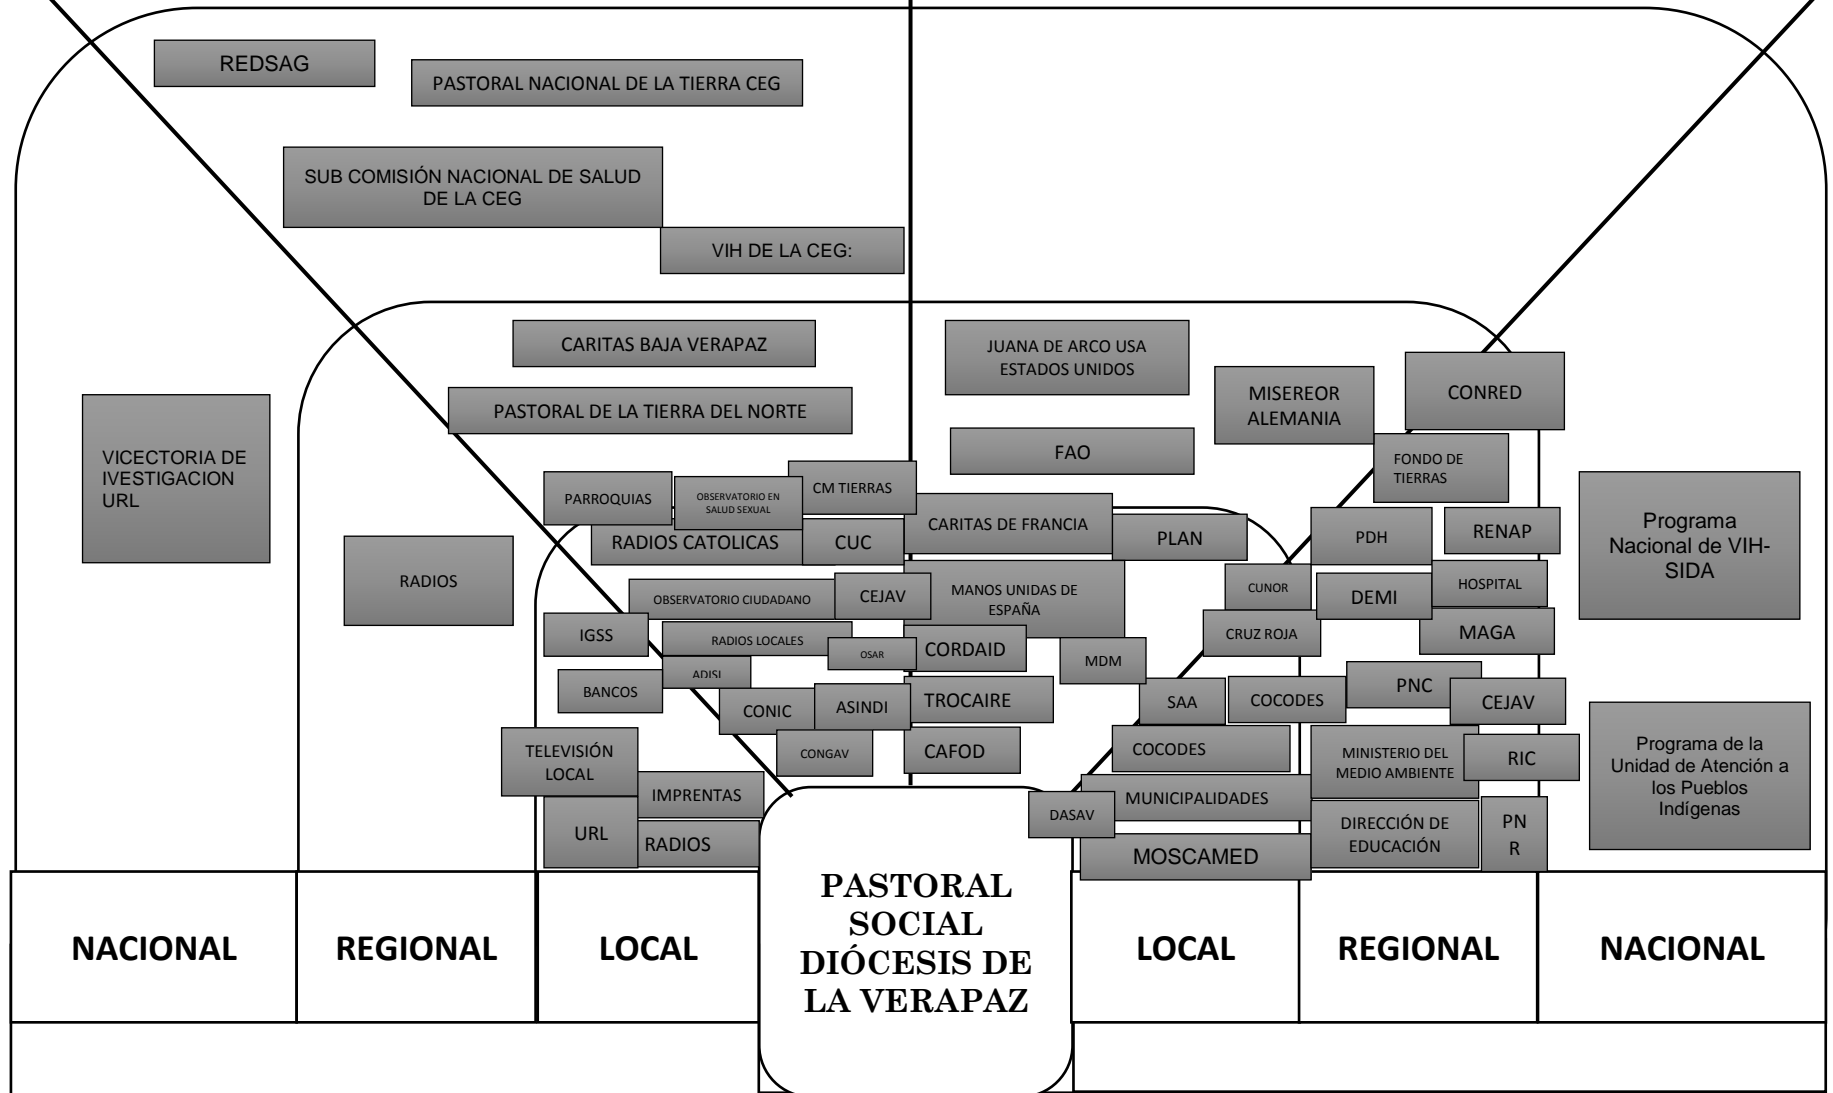 REDSAG
PASTORAL NACIONAL DE LA TIERRA CEG
SUB COMISIÓN NACIONAL DE SALUD
DE LA CEG
VIH DE LA CEG:
CARITAS BAJA VERAPAZ
PASTORAL DE LA TIERRA DEL NORTE
JUANA DE ARCO USA
ESTADOS UNIDOS
MISEREOR
ALEMANIA
CONRED
FAO
FONDO DE
TIERRAS
VICECTORIA DE
IVESTIGACION
URL
RADIOS
PARROQUIAS
OBSERVATORIO EN
SALUD SEXUAL
CM TIERRAS
RADIOS CATOLICAS
CUC
CARITAS DE FRANCIA
PLAN
PDH
RENAP
Programa
Nacional de VIH-
SIDA
OBSERVATORIO CIUDADANO
CEJAV
MANOS UNIDAS DE
ESPAÑA
CUNOR
DEMI
HOSPITAL
IGSS
RADIOS LOCALES
OSAR
CORDAID
MDM
CRUZ ROJA
MAGA
ADISI
BANCOS
CONIC
ASINDI
TROCAIRE
SAA
COCODES
PNC
CEJAV
TELEVISIÓN
LOCAL
CONGAV
CAFOD
COCODES
MINISTERIO DEL
MEDIO AMBIENTE
RIC
Programa de la
Unidad de Atención a
los Pueblos
Indígenas
IMPRENTAS
URL
RADIOS
DASAV
MUNICIPALIDADES
MOSCAMED
DIRECCIÓN DE
EDUCACIÓN
PN
R
NACIONAL
REGIONAL
LOCAL
PASTORAL
SOCIAL
DIÓCESIS DE
LA VERAPAZ
LOCAL
REGIONAL
NACIONAL